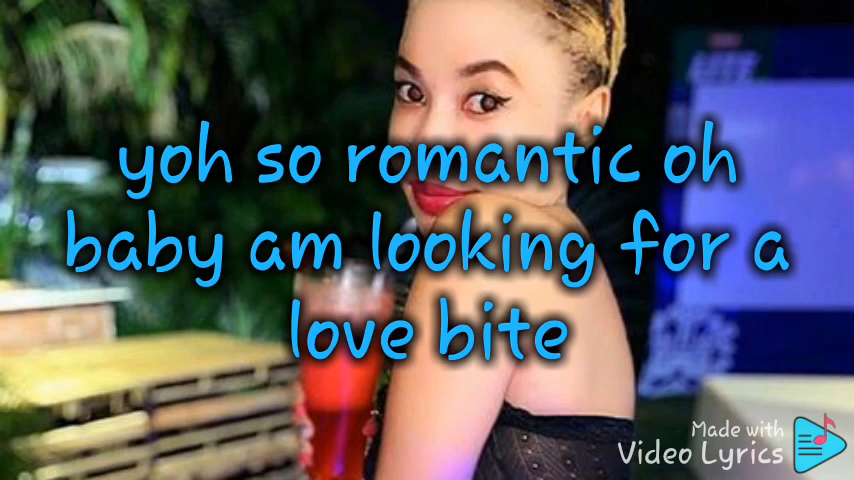 yoh so romantic oh
baby am looking for a
love bite
Made with
Video Lyrics